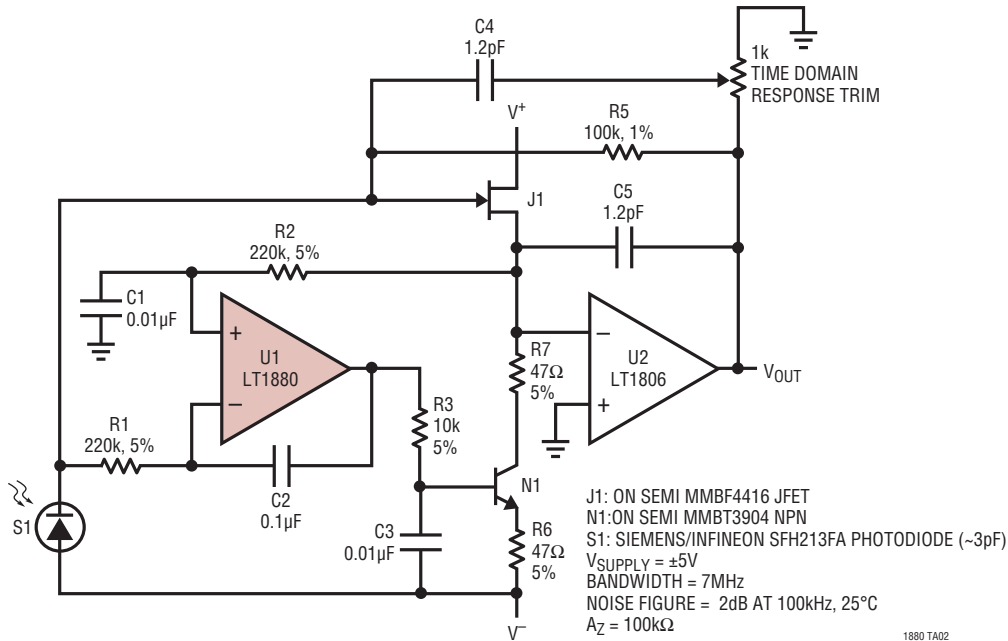 C4
1.2pF
1k
TIME DOMAIN
RESPONSE TRIM
V+
R5
100k, 1%
J1
C5
1.2pF
R2
220k, 5%
C1
0.01µF
+
U1
LT1880
−
R7
47Ω
5%
−
U2
LT1806
+
VOUT
R1
220k, 5%
R3
10k
5%
C2
0.1µF
N1
S1
C3
0.01µF
R6
47Ω
5%
V−
J1: ON SEMI MMBF4416 JFET
N1:ON SEMI MMBT3904 NPN
S1: SIEMENS/INFINEON SFH213FA PHOTODIODE (~3pF)
VSUPPLY = ±5V
BANDWIDTH = 7MHz
NOISE FIGURE = 2dB AT 100kHz, 25°C
AZ = 100kΩ
1880 TA02